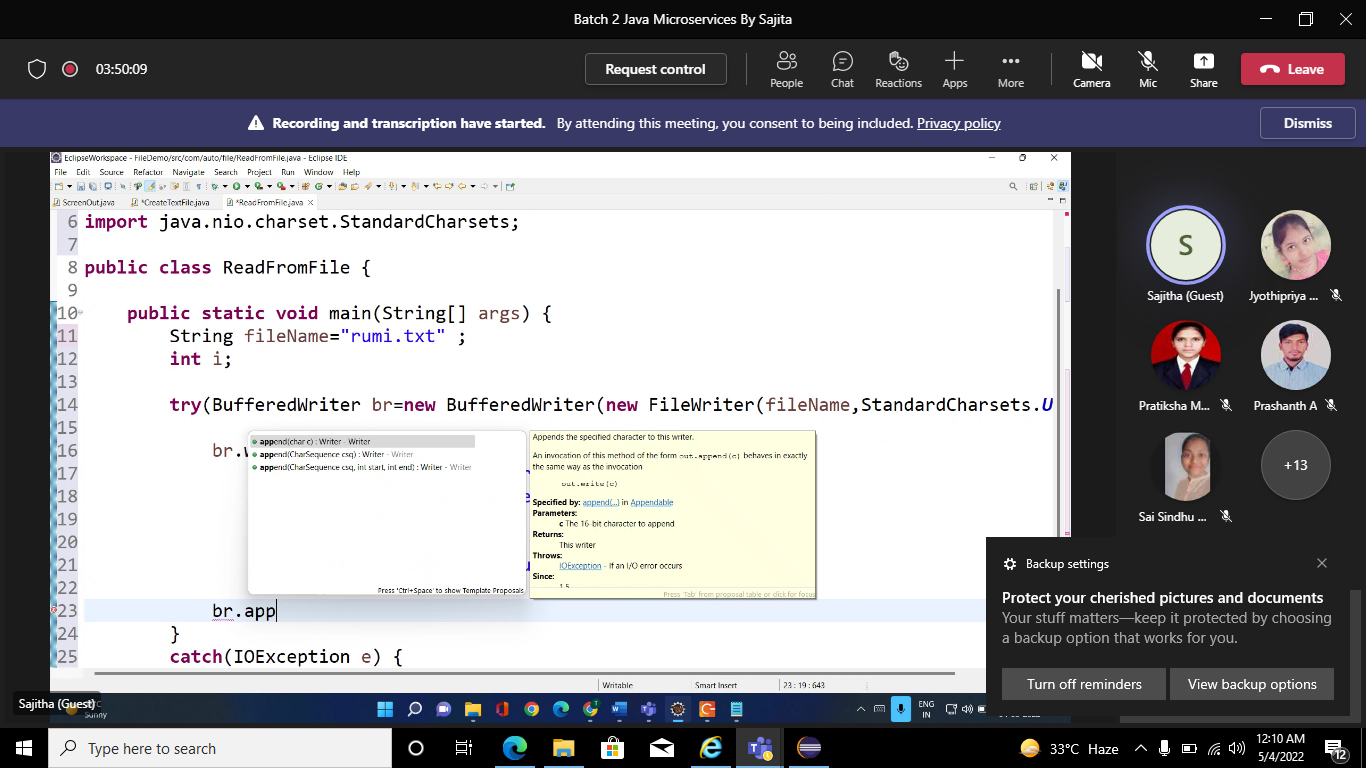 Batch 2 Java Microservices By Sajita
03:50:09
Request control
People
Chat
Reactions
Apps
More
Camera
Mic
Share
Leave
Recording and transcription have started. By attending this meeting, you consent to being included. Privacy policy
Dismiss
EclipseWorkspace - FileDemo/src/com/auto/file/ReadFromFile.java - Eclipse IDE
File Edit Source Refactor Navigate Search Project Run Window Help
ScreenOut.java *CreateTextFile.java *ReadFromFile.java
6 import java.nio.charset.StandardCharsets;
7
8 public class ReadFromFile {
9
10 public static void main(String[] args) {
11 String fileName="rumi.txt" ;
12 int i;
13
14 try(BufferedWriter br=new BufferedWriter(new FileWriter(fileName,StandardCharsets.U
15
16 br.
17
18
19
20
21
22
23 br.app
24 }
25 catch(IOException e) {
append(char c) : Writer - Writer
append(CharSequence csq) : Writer - Writer
append(CharSequence csq, int start, int end) : Writer - Writer
Press 'Ctrl+Space' to show Template Proposals
Appends the specified character to this writer.
An invocation of this method of the form out.append(c) behaves in exactly
the same way as the invocation
out.write(c)
Specified by: append(...) in Appendable
Parameters:
c The 16-bit character to append
Returns:
This writer
Throws:
IOException - If an I/O error occurs
Since:
1.5
Press 'Tab' from proposal table or click for focus
Writable
Smart Insert
23 : 19 : 643
S
Sajitha (Guest)
Jyothipriya ...
Pratiksha M...
Prashanth A
Sai Sindhu ...
+13
Backup settings
Protect your cherished pictures and documents
Your stuff matters—keep it protected by choosing
a backup option that works for you.
Turn off reminders
View backup options
Sajitha (Guest)
Sunny
ENG
IN
Type here to search
33°C Haze
12:10 AM
5/4/2022
12